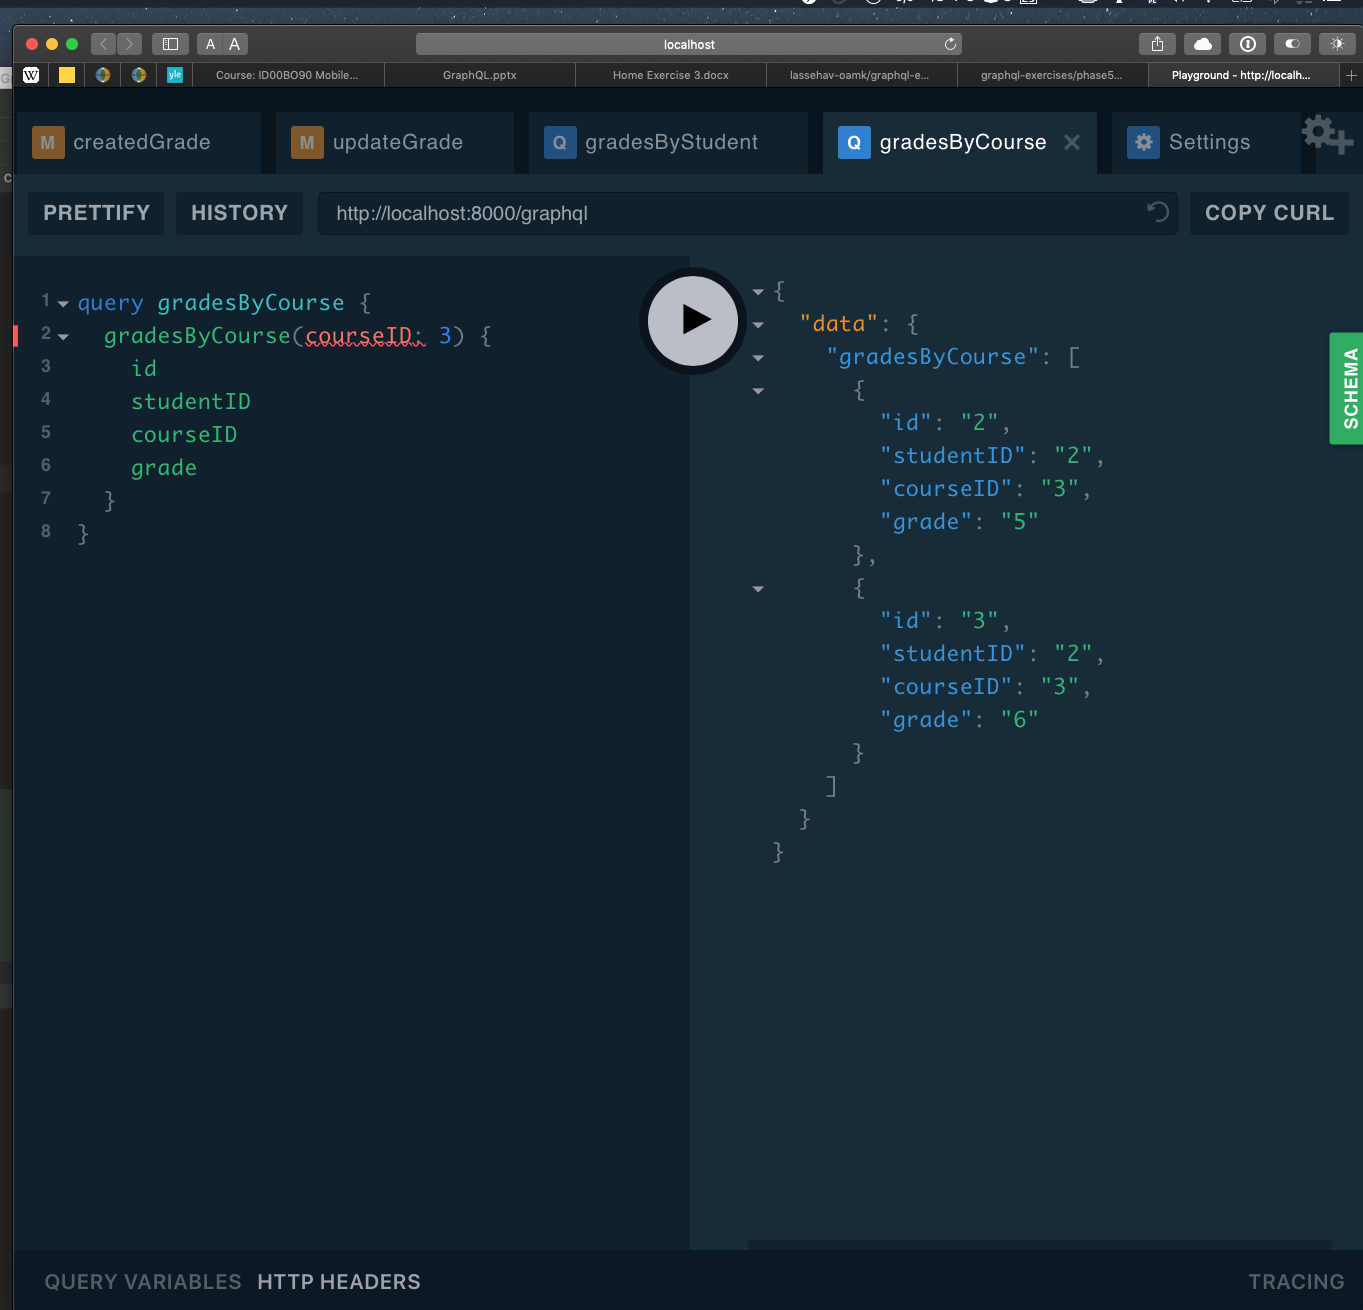 A A
localhost
W
yle
Course: ID00BO90 Mobile...
GraphQL.pptx
Home Exercise 3.docx
lassehav-oamk/graphql-e...
graphql-exercises/phase5...
Playground - http://localh...
M createdGrade
M updateGrade
Q gradesByStudent
Q gradesByCourse
Settings
PRETTIFY
HISTORY
http://localhost:8000/graphql
COPY CURL
1 query gradesByCourse {
2 gradesByCourse(courseID: 3) {
3 id
4 studentID
5 courseID
6 grade
7 }
8 }
{
"data": {
"gradesByCourse": [
{
"id": "2",
"studentID": "2",
"courseID": "3",
"grade": "5"
},
{
"id": "3",
"studentID": "2",
"courseID": "3",
"grade": "6"
}
]
}
}
SCHEMA
QUERY VARIABLES HTTP HEADERS
TRACING